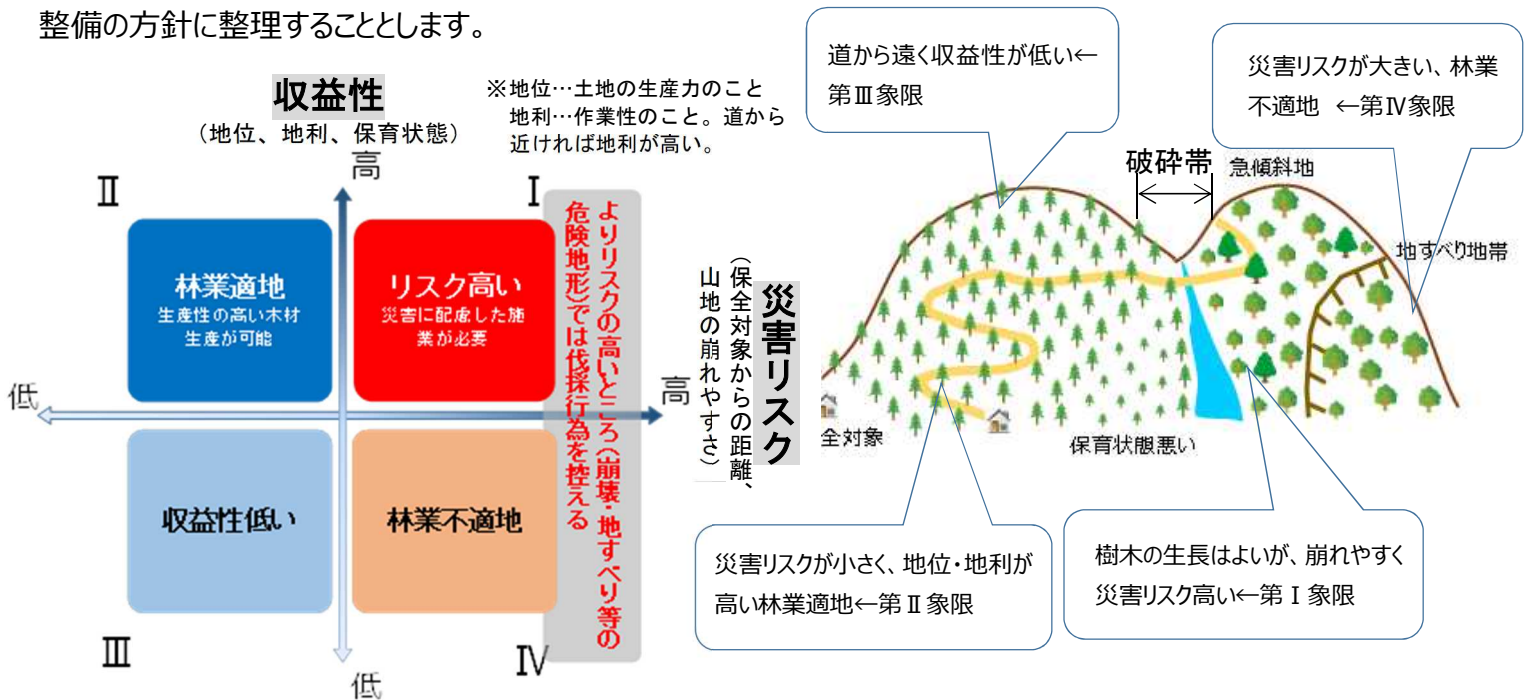 整備の方針に整理することとします。
収益性
(地位、地利、保育状態)
※地位…土地の生産力のこと
地利…作業性のこと。道から
近ければ地利が高い。
高
Ⅱ
Ⅰ
林業適地
生産性の高い木材
生産が可能
リスク高い
災害に配慮した施
業が必要
よりリスクの高いところ(崩壊・地すべり等の
危険地形)では伐採行為を控える
低
高
災害リスク
(保全対象からの距離、
山地の崩れやすさ)
収益性低い
林業不適地
Ⅲ
Ⅳ
低
道から遠く収益性が低い←
第Ⅲ象限
災害リスクが大きい、林業
不適地 ←第Ⅳ象限
破砕帯
急傾斜地
地すべり地帯
全対象
保育状態悪い
災害リスクが小さく、地位・地利が
高い林業適地←第Ⅱ象限
樹木の生長はよいが、崩れやすく
災害リスク高い←第Ⅰ象限